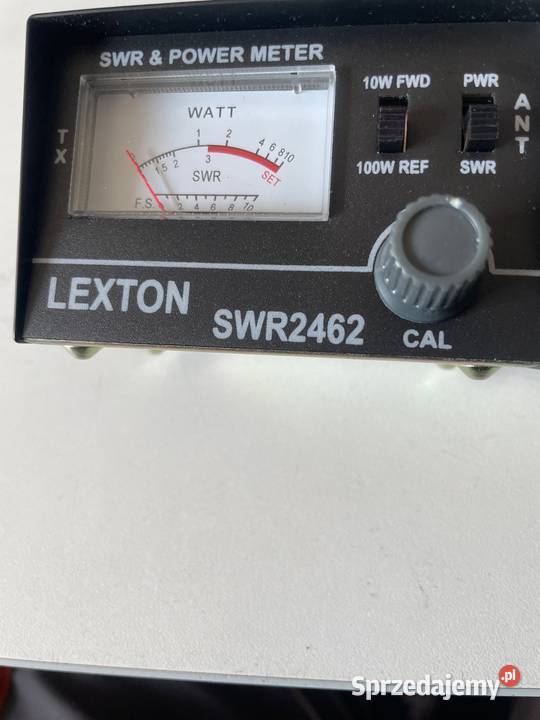 SWR & POWER METER
WATT
1 2 4 6 8 10
1.5 2 3
SWR
SET
F.S. 2 4 6 8 10
TX
10W FWD
100W REF
PWR
SWR
ANT
LEXTON
SWR2462
CAL
Sprzedajemy.pl